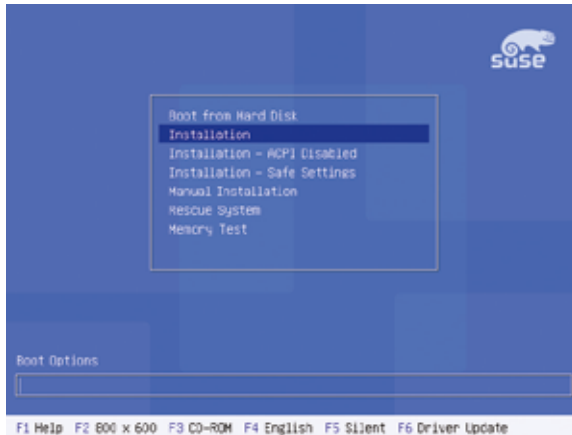 suse
Boot from Hard Disk
Installation
Installation - ACPI Disabled
Installation - Safe Settings
Manual Installation
Rescue System
Memory Test
Boot Options
F1 Help F2 800 x 600 F3 CD-ROM F4 English F5 Silent F6 Driver Update